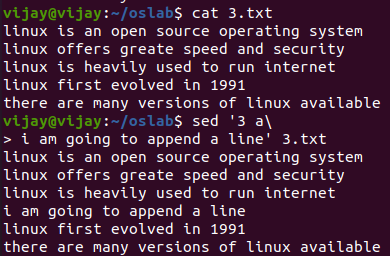 vijay@vijay:~/oslab$ cat 3.txt
linux is an open source operating system
linux offers greate speed and security
linux is heavily used to run internet
linux first evolved in 1991
there are many versions of linux available
vijay@vijay:~/oslab$ sed '3 a\
> i am going to append a line' 3.txt
linux is an open source operating system
linux offers greate speed and security
linux is heavily used to run internet
i am going to append a line
linux first evolved in 1991
there are many versions of linux available